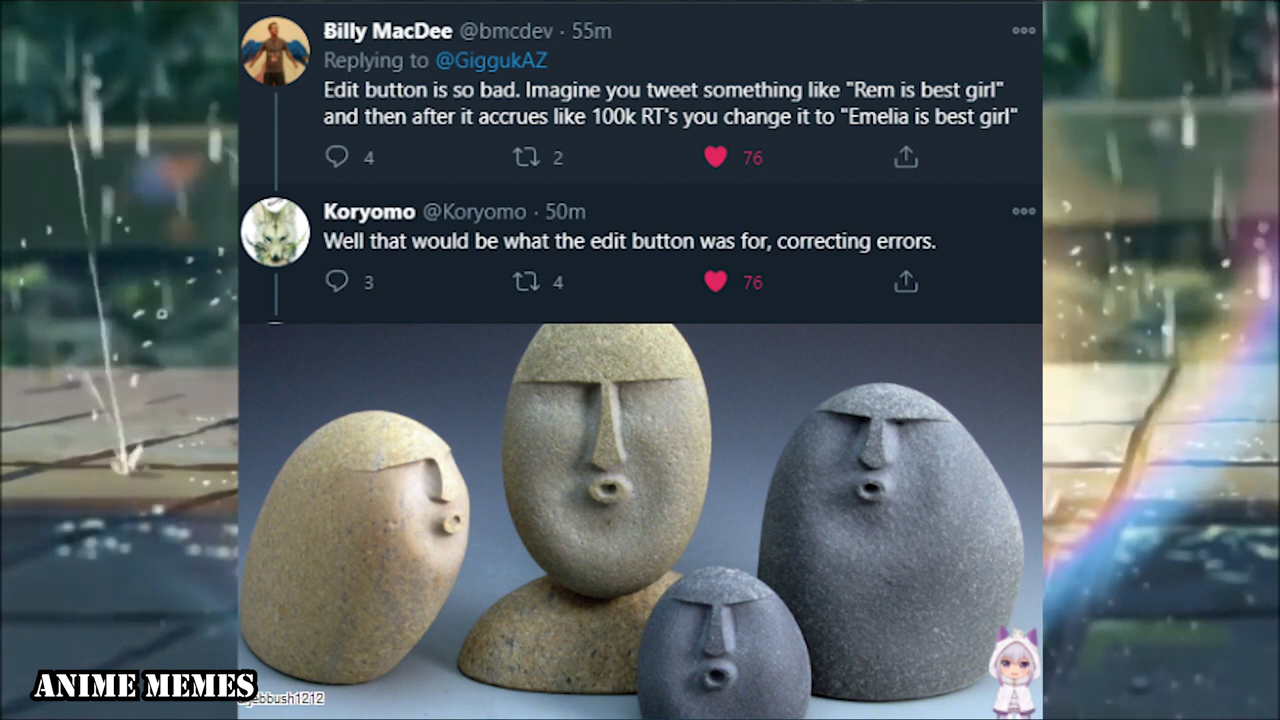 Billy MacDee @bmcdev · 55m
Replying to @GiggukAZ
Edit button is so bad. Imagine you tweet something like "Rem is best girl"
and then after it accrues like 100k RT's you change it to "Emelia is best girl"
4 2 76
Koryomo @Koryomo · 50m
Well that would be what the edit button was for, correcting errors.
3 4 76
ANIME MEMES
jebbush1212